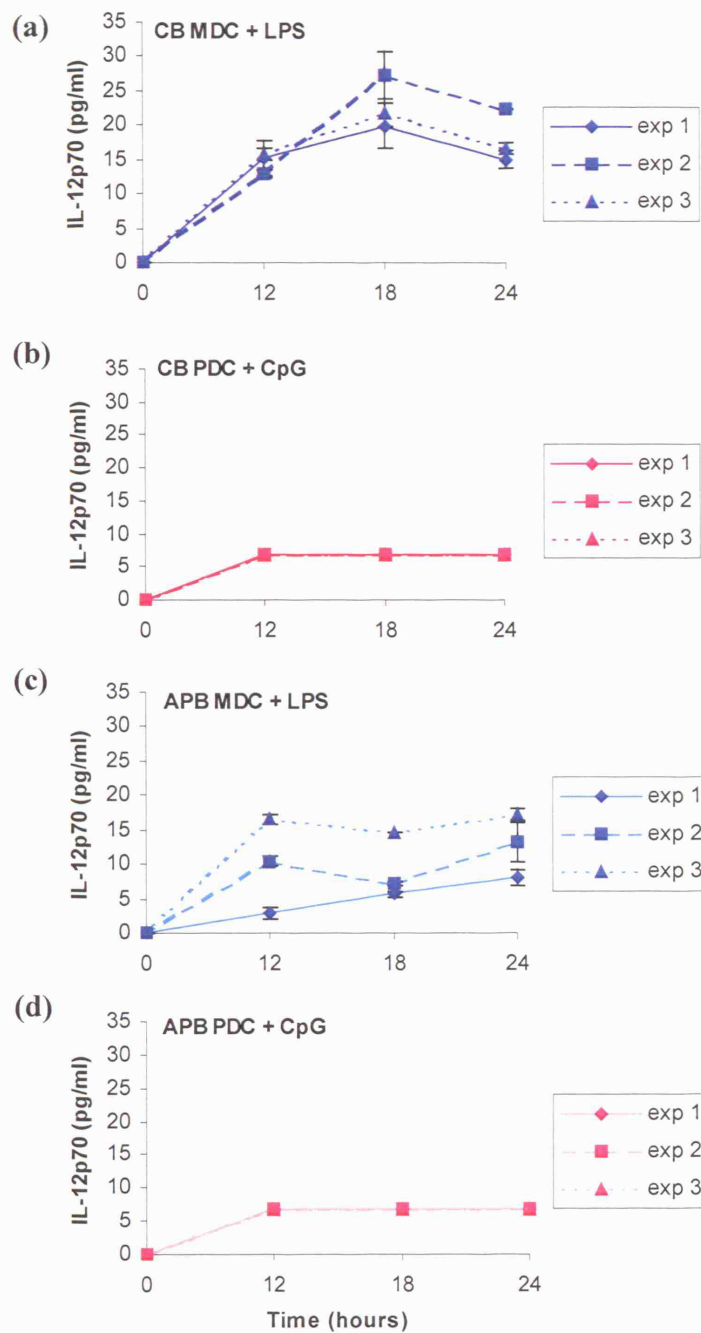 (a)
CB MDC + LPS
IL-12p70 (pg/ml)
35
30
25
20
15
10
5
0
0 12 18 24
exp 1
exp 2
exp 3
(b)
CB PDC + CpG
IL-12p70 (pg/ml)
35
30
25
20
15
10
5
0
0 12 18 24
exp 1
exp 2
exp 3
(c)
APB MDC + LPS
IL-12p70 (pg/ml)
35
30
25
20
15
10
5
0
0 12 18 24
exp 1
exp 2
exp 3
(d)
APB PDC + CpG
IL-12p70 (pg/ml)
35
30
25
20
15
10
5
0
0 12 18 24
Time (hours)
exp 1
exp 2
exp 3